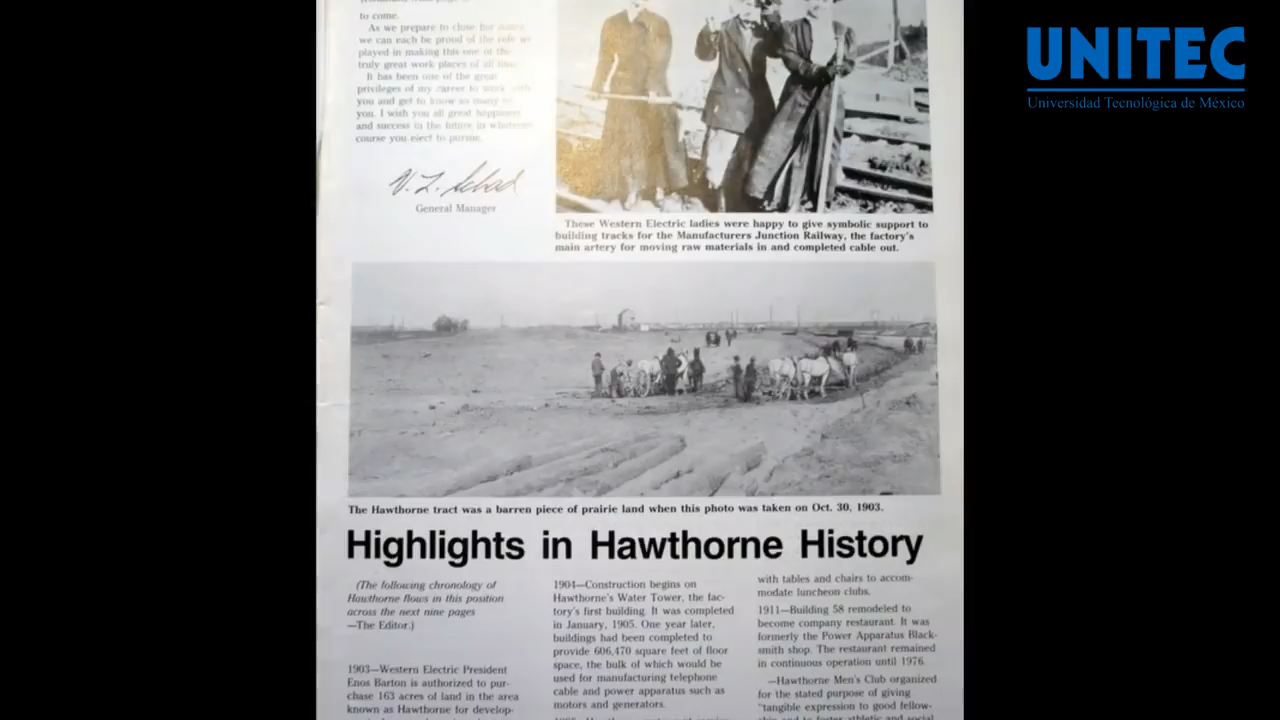 to come.
As we prepare to close her doors,
we can each be proud of the role we
played in making this one of the
truly great work places of all time.
It has been one of the great
privileges of my career to work with
you and get to know so many of
you. I wish you all great happiness
and success in the future in whatever
course you elect to pursue.
General Manager
These Western Electric ladies were happy to give symbolic support to
building tracks for the Manufacturers Junction Railway, the factory's
main artery for moving raw materials in and completed cable out.
The Hawthorne tract was a barren piece of prairie land when this photo was taken on Oct. 30, 1903.
Highlights in Hawthorne History
(The following chronology of
Hawthorne flows in this position
across the next nine pages
—The Editor.)
1903—Western Electric President
Enos Barton is authorized to pur-
chase 163 acres of land in the area
known as Hawthorne for develop-
1904—Construction begins on
Hawthorne's Water Tower, the fac-
tory's first building. It was completed
in January, 1905. One year later,
buildings had been completed to
provide 606,470 square feet of floor
space, the bulk of which would be
used for manufacturing telephone
cable and power apparatus such as
motors and generators.
with tables and chairs to accom-
modate luncheon clubs.
1911—Building 58 remodeled to
become company restaurant. It was
formerly the Power Apparatus Black-
smith shop. The restaurant remained
in continuous operation until 1976.
—Hawthorne Men's Club organized
for the stated purpose of giving
"tangible expression to good fellow-
UNITEC
Universidad Tecnológica de México